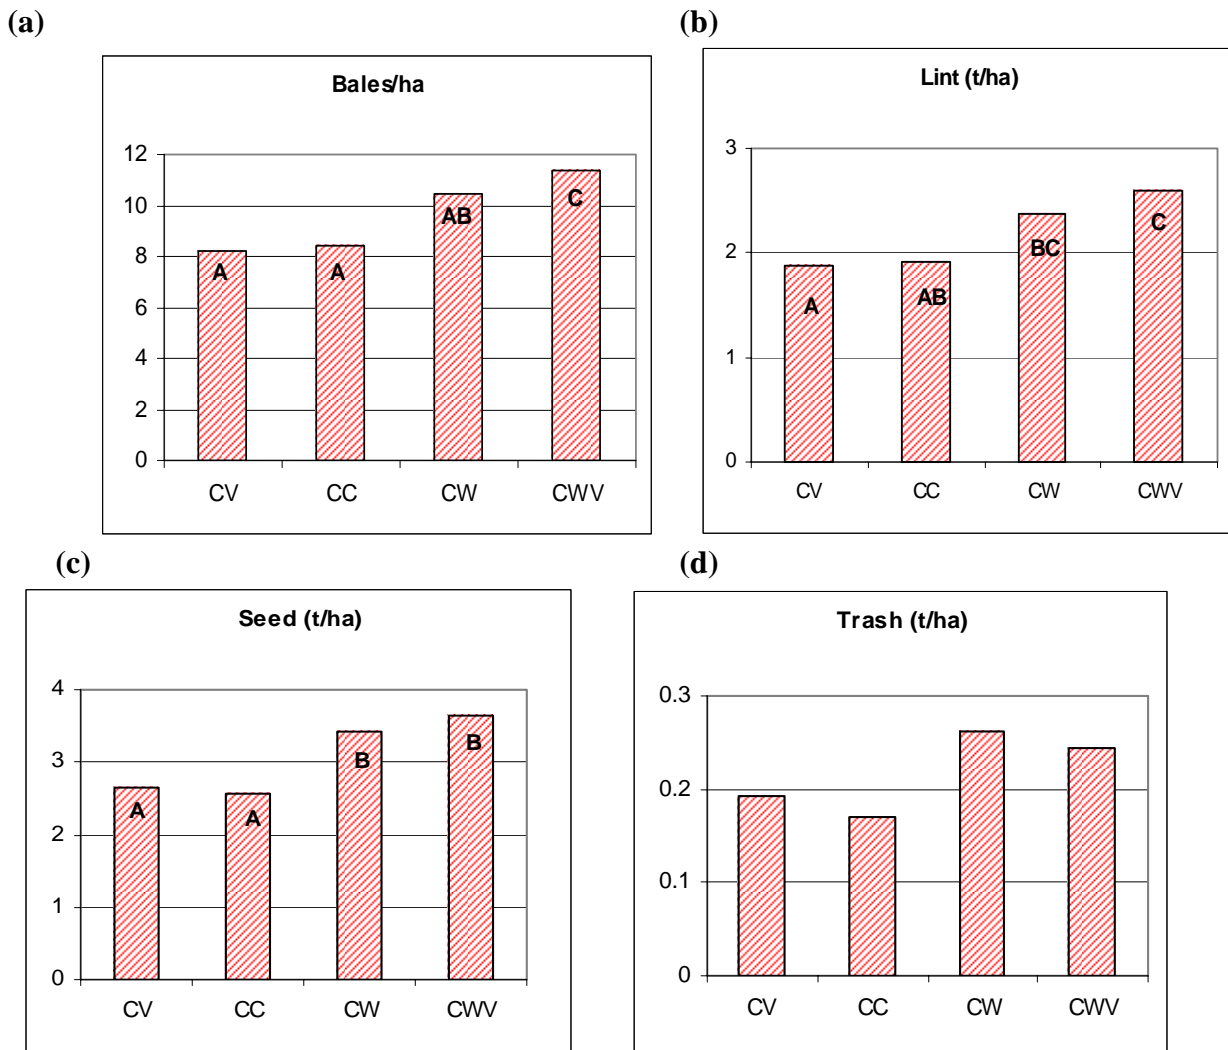 (a)
Bales/ha
12
10
8
6
4
2
0
A
A
AB
C
CV CC CW CWV
(b)
Lint (t/ha)
3
2
1
0
A
AB
BC
C
CV CC CW CWV
(c)
Seed (t/ha)
4
3
2
1
0
A
A
B
B
CV CC CW CWV
(d)
Trash (t/ha)
0.3
0.2
0.1
0
CV CC CW CWV